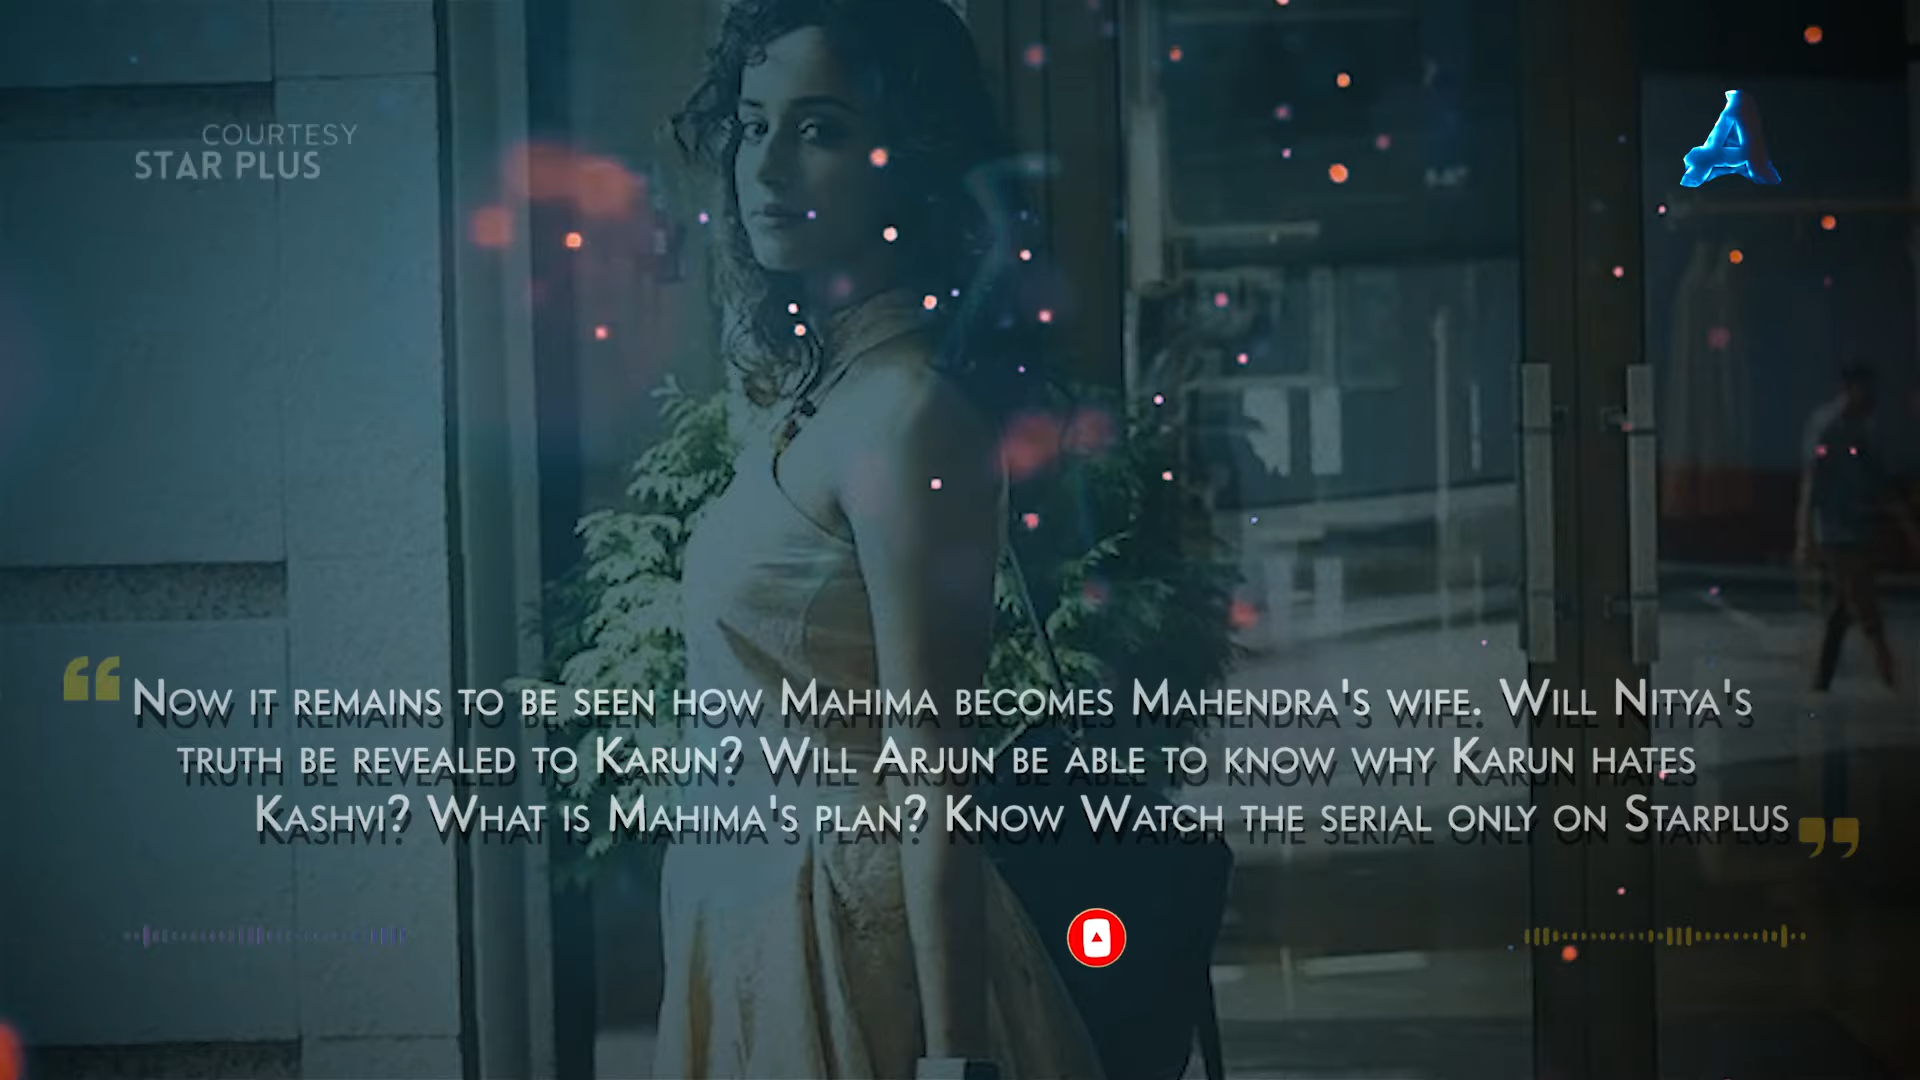 COURTESY
STAR PLUS
A
“Now it remains to be seen how Mahima becomes Mahendra's wife. Will Nitya's
truth be revealed to Karun? Will Arjun be able to know why Karun hates
Kashvi? What is Mahima's plan? Know Watch the serial only on Starplus”